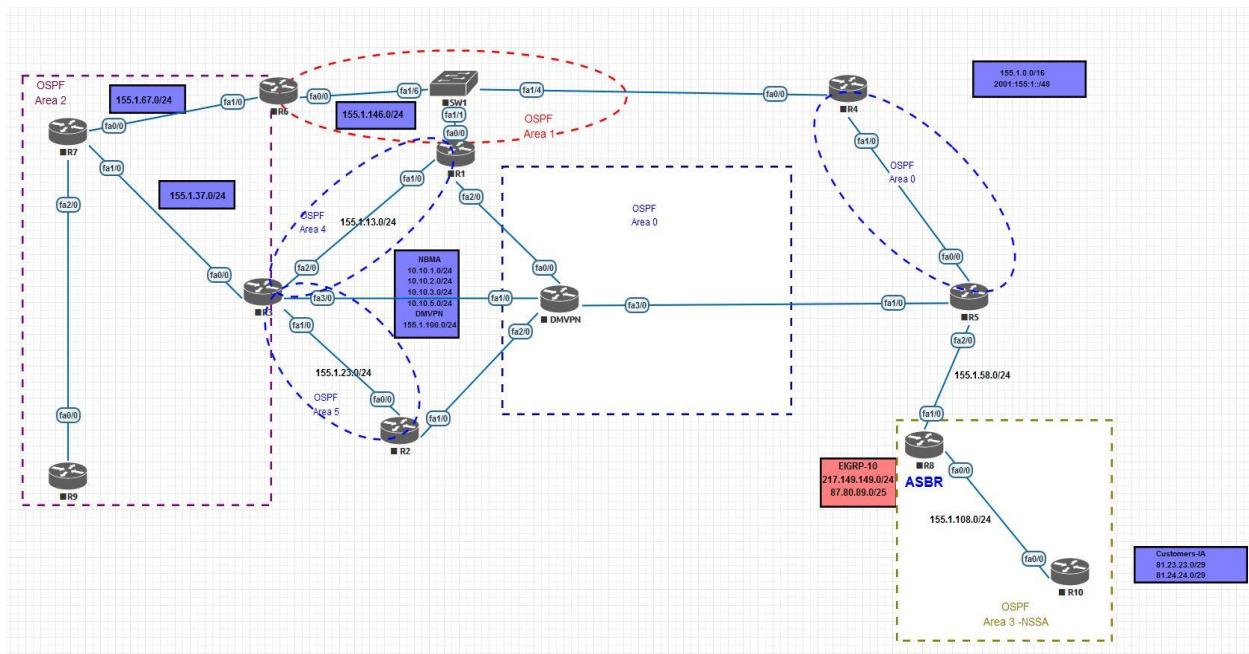 OSPF
Area 2
155.1.67.0/24
fa1/0
R6
fa0/0
155.1.146.0/24
fa1/6
SW1
fa1/1
fa1/4
OSPF
Area 1
fa0/0
R4
fa1/0
155.1.0.0/16
2001:155:1::/48
fa0/0
R7
fa1/0
fa2/0
155.1.37.0/24
fa0/0
R1
fa1/0
fa2/0
OSPF
Area 4
155.1.13.0/24
OSPF
Area 0
OSPF
Area 0
fa0/0
R5
fa1/0
fa2/0
NBMA
10.10.1.0/24
10.10.2.0/24
10.10.3.0/24
10.10.5.0/24
DMVPN
155.1.100.0/24
fa0/0
fa2/0
R3
fa3/0
fa1/0
fa1/0
fa0/0
DMVPN
fa3/0
fa2/0
155.1.23.0/24
OSPF
Area 5
fa0/0
R2
fa1/0
fa0/0
R9
155.1.58.0/24
fa1/0
R8
ASBR
fa0/0
EIGRP-10
217.149.149.0/24
87.80.89.0/25
155.1.108.0/24
fa0/0
R10
OSPF
Area 3 -NSSA
Customers-IA
81.23.23.0/29
81.24.24.0/29